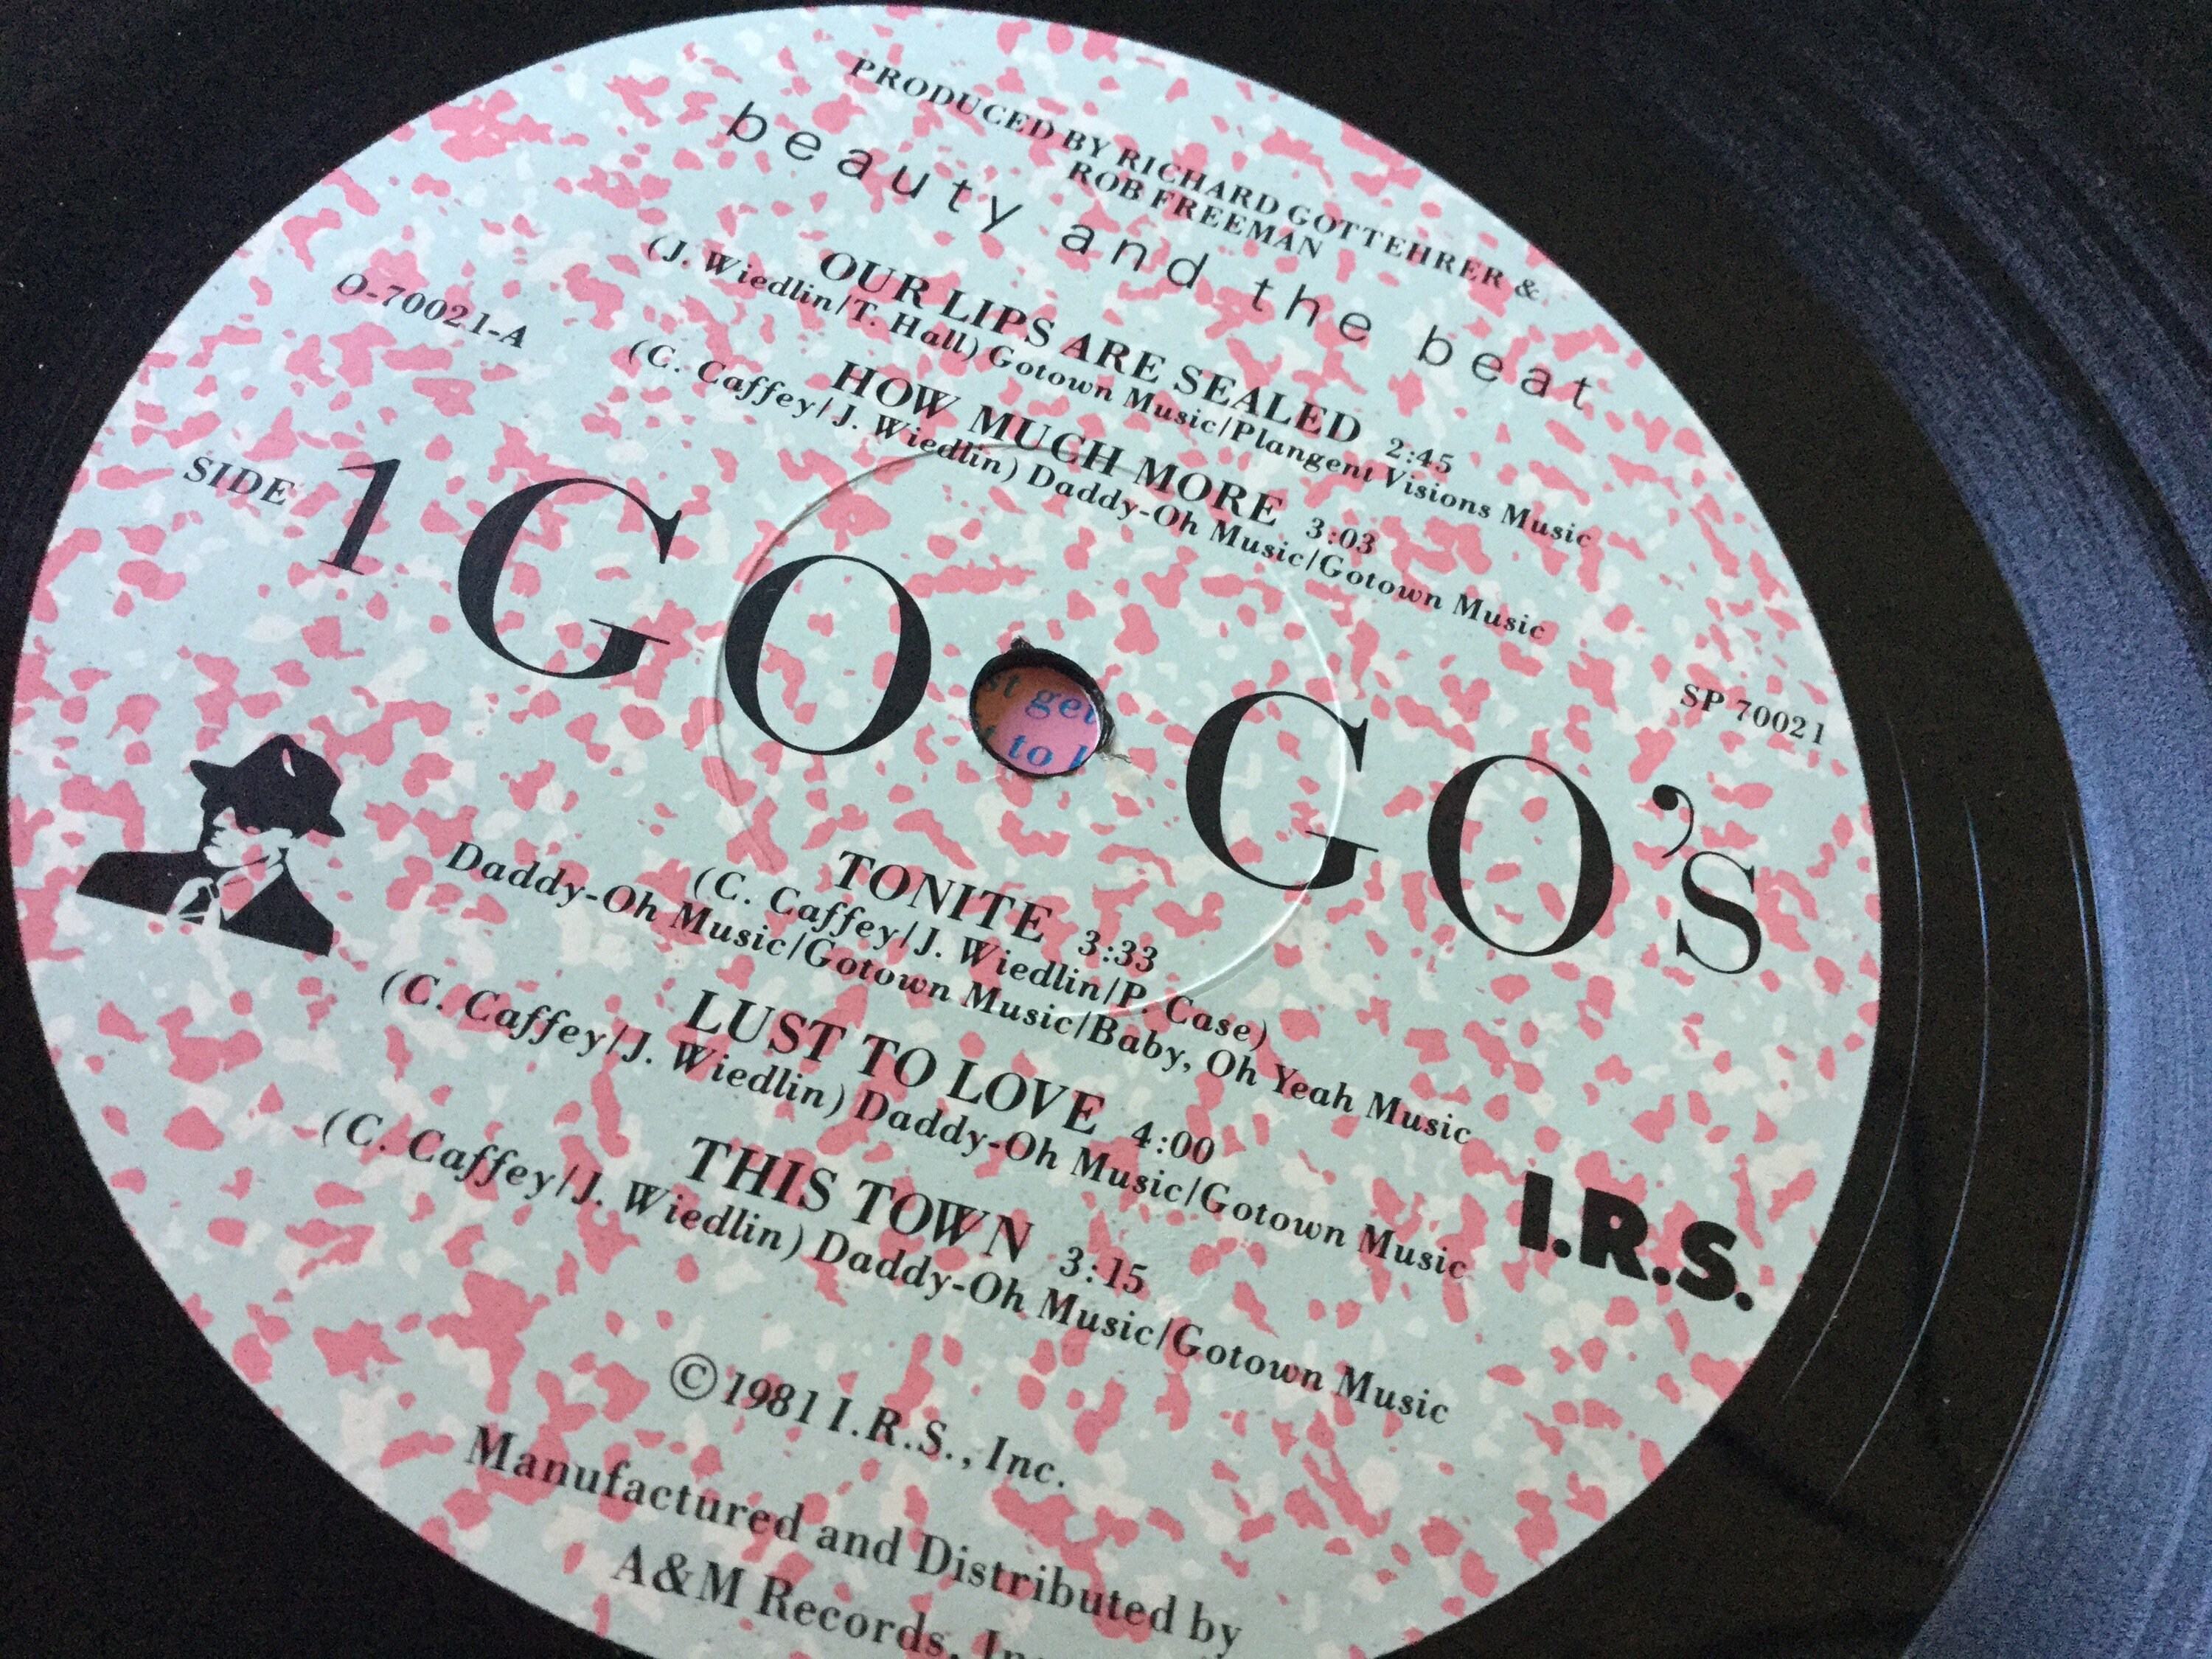 PRODUCED BY RICHARD GOTTEHRER &
ROB FREEMAN
beauty and the beat
OUR LIPS ARE SEALED 2:45
(J. Wiedlin/T. Hall) Gotown Music/Plangent Visions Music
HOW MUCH MORE 3:03
(C. Caffey/J. Wiedlin) Daddy-Oh Music/Gotown Music
O-70021-A
SIDE 1
GO GO'S
SP 70021
st get
to
TONITE 3:33
(C. Caffey/J. Wiedlin/P. Case)
Daddy-Oh Music/Gotown Music/Baby, Oh Yeah Music
LUST TO LOVE 4:00
(C. Caffey/J. Wiedlin) Daddy-Oh Music/Gotown Music
THIS TOWN 3:15
(C. Caffey/J. Wiedlin) Daddy-Oh Music/Gotown Music
I.R.S.
© 1981 I.R.S., Inc.
Manufactured and Distributed by
A&M Records, Inc